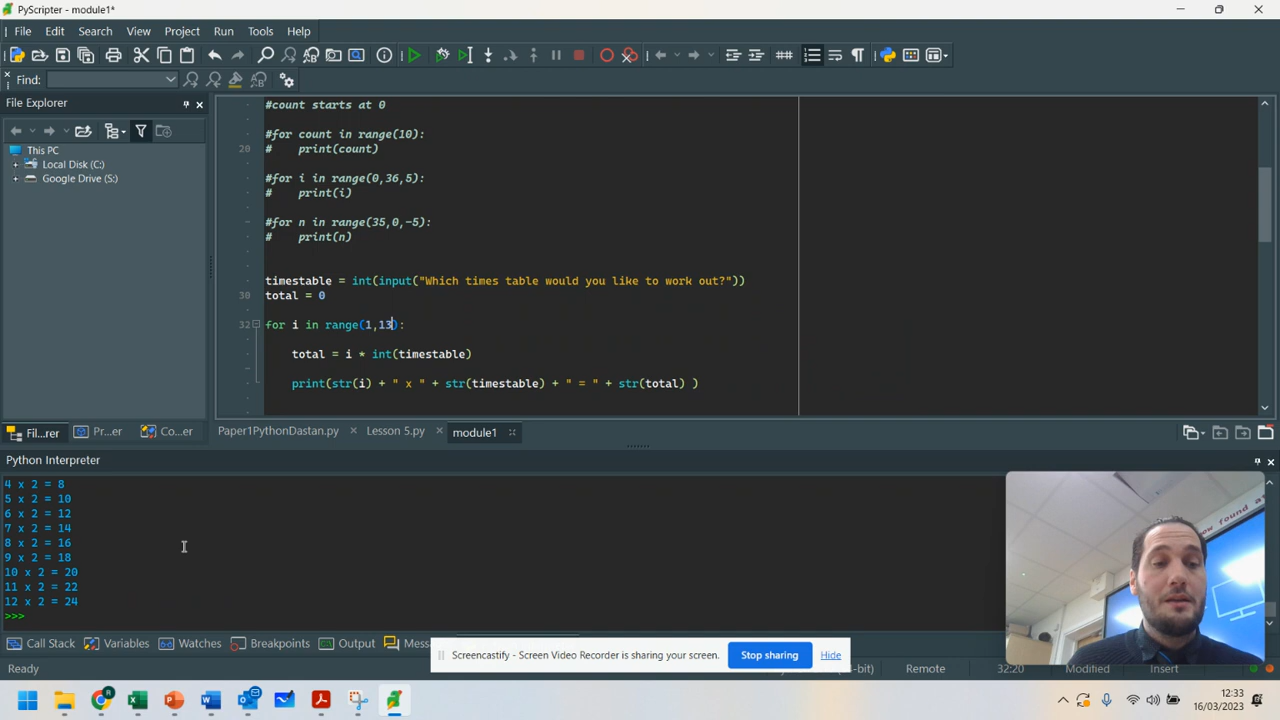 PyScripter - module1*
File Edit Search View Project Run Tools Help
Find:
File Explorer
This PC
Local Disk (C:)
Google Drive (S:)
#count starts at 0
#for count in range(10):
20 #    print(count)
#for i in range(0,36,5):
#    print(i)
#for n in range(35,0,-5):
#    print(n)
timestable = int(input("Which times table would you like to work out?"))
30 total = 0
32 for i in range(1,13):
total = i * int(timestable)
print(str(i) + " x " + str(timestable) + " = " + str(total) )
Fil...rer Pr...er Co...er
Paper1PythonDastan.py Lesson 5.py module1
Python Interpreter
4 x 2 = 8
5 x 2 = 10
6 x 2 = 12
7 x 2 = 14
8 x 2 = 16
9 x 2 = 18
10 x 2 = 20
11 x 2 = 22
12 x 2 = 24
>>>
Call Stack Variables Watches Breakpoints Output Mess
Screencastify - Screen Video Recorder is sharing your screen. Stop sharing Hide
Ready -bit) Remote 32:20 Modified Insert
12:33
16/03/2023